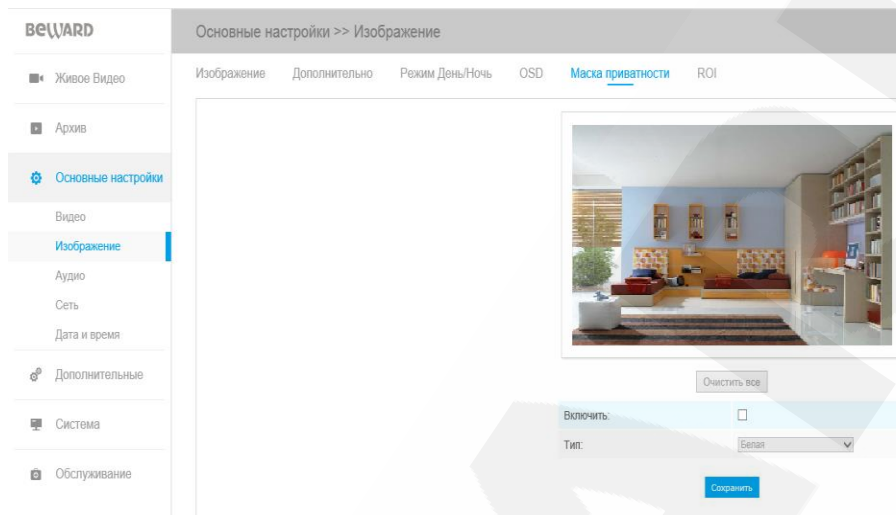 BEWARD
Основные настройки >> Изображение
Изображение Дополнительно Режим День/Ночь OSD Маска приватности ROI
Живое Видео
Архив
Основные настройки
Видео
Изображение
Аудио
Сеть
Дата и время
Дополнительные
Система
Обслуживание
Очистить все
Включить:
Тип: Белая
Сохранить